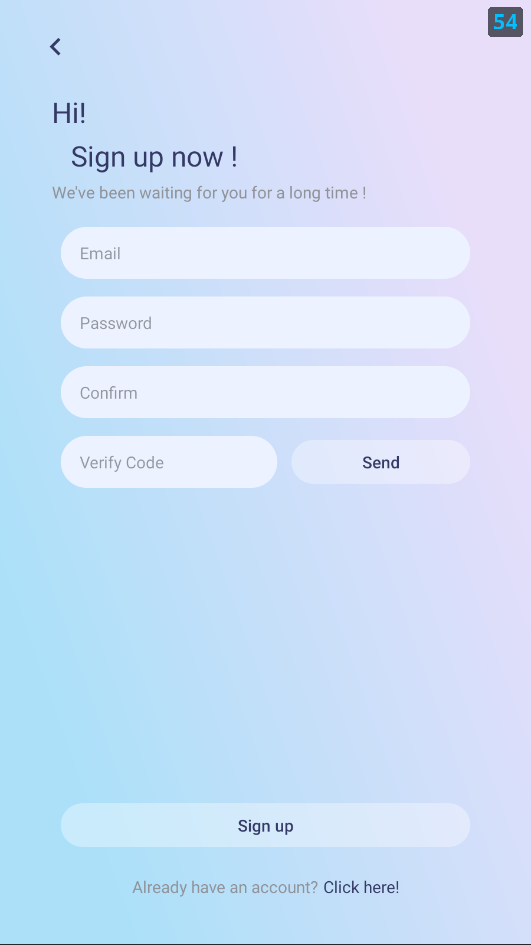 54
Hi!
Sign up now !
We've been waiting for you for a long time !
Email
Password
Confirm
Verify Code
Send
Sign up
Already have an account? Click here!